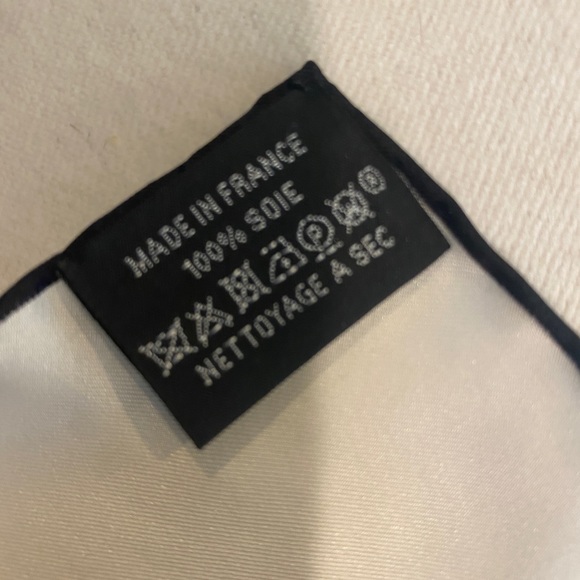 MADE IN FRANCE
100% SOIE
P W R
NETTOYAGE A SEC